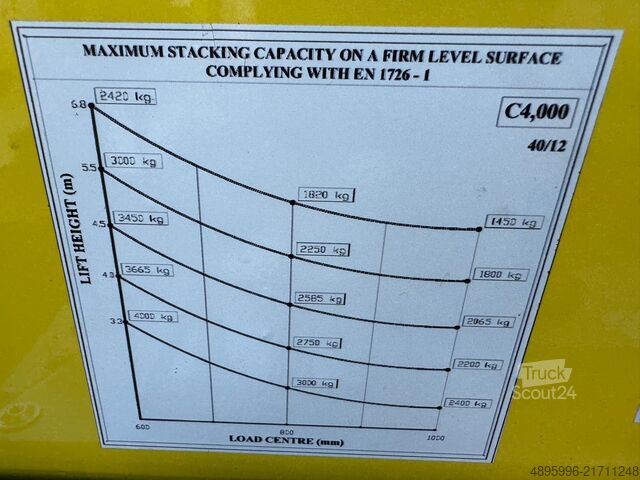 MAXIMUM STACKING CAPACITY ON A FIRM LEVEL SURFACE
COMPLYING WITH EN 1726 - 1
C4,000
40/12
LIFT HEIGHT (m)
6.8
2420 kg
1820 kg
1450 kg
5.5
3000 kg
2250 kg
1800 kg
4.5
3450 kg
2585 kg
2065 kg
3665 kg
2750 kg
2200 kg
4000 kg
3000 kg
2400 kg
600
800
1000
LOAD CENTRE (mm)
Truck
Scout24
4895996-21711248